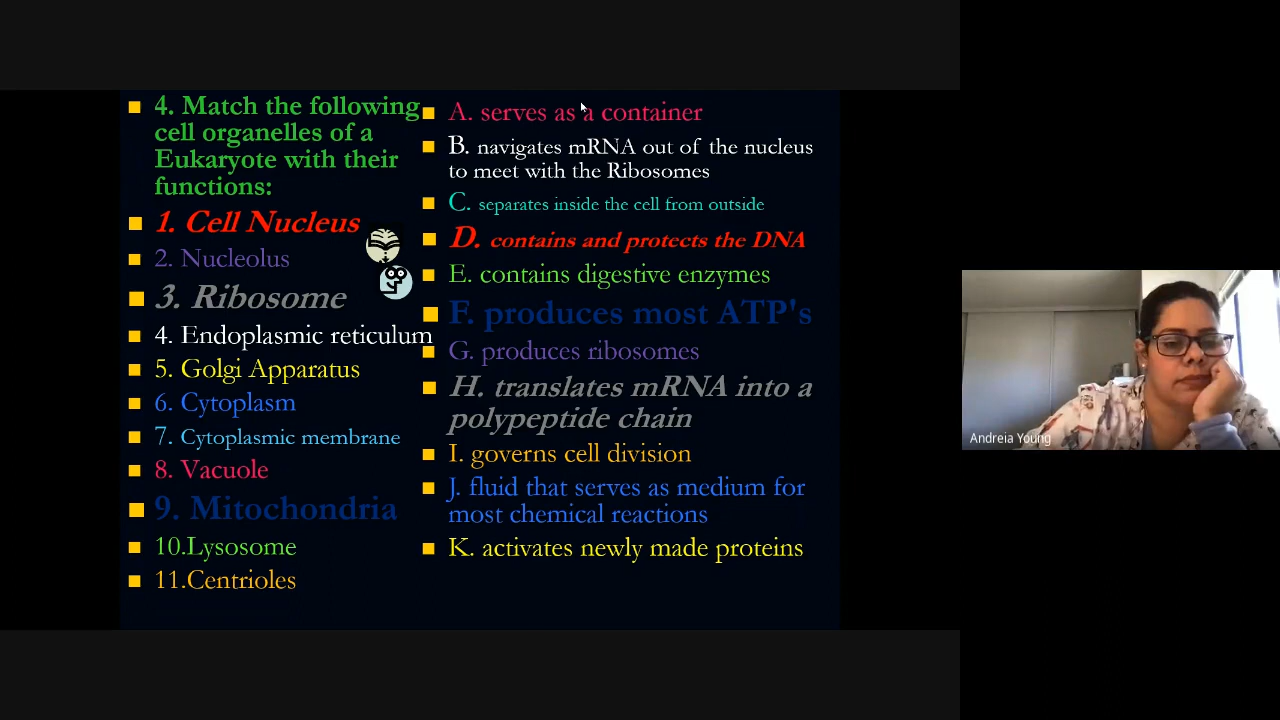 4. Match the following
cell organelles of a
Eukaryote with their
functions:
1. Cell Nucleus
2. Nucleolus
3. Ribosome
4. Endoplasmic reticulum
5. Golgi Apparatus
6. Cytoplasm
7. Cytoplasmic membrane
8. Vacuole
9. Mitochondria
10.Lysosome
11.Centrioles
A. serves as a container
B. navigates mRNA out of the nucleus
to meet with the Ribosomes
C. separates inside the cell from outside
D. contains and protects the DNA
E. contains digestive enzymes
F. produces most ATP's
G. produces ribosomes
H. translates mRNA into a
polypeptide chain
I. governs cell division
J. fluid that serves as medium for
most chemical reactions
K. activates newly made proteins
Andreia Young